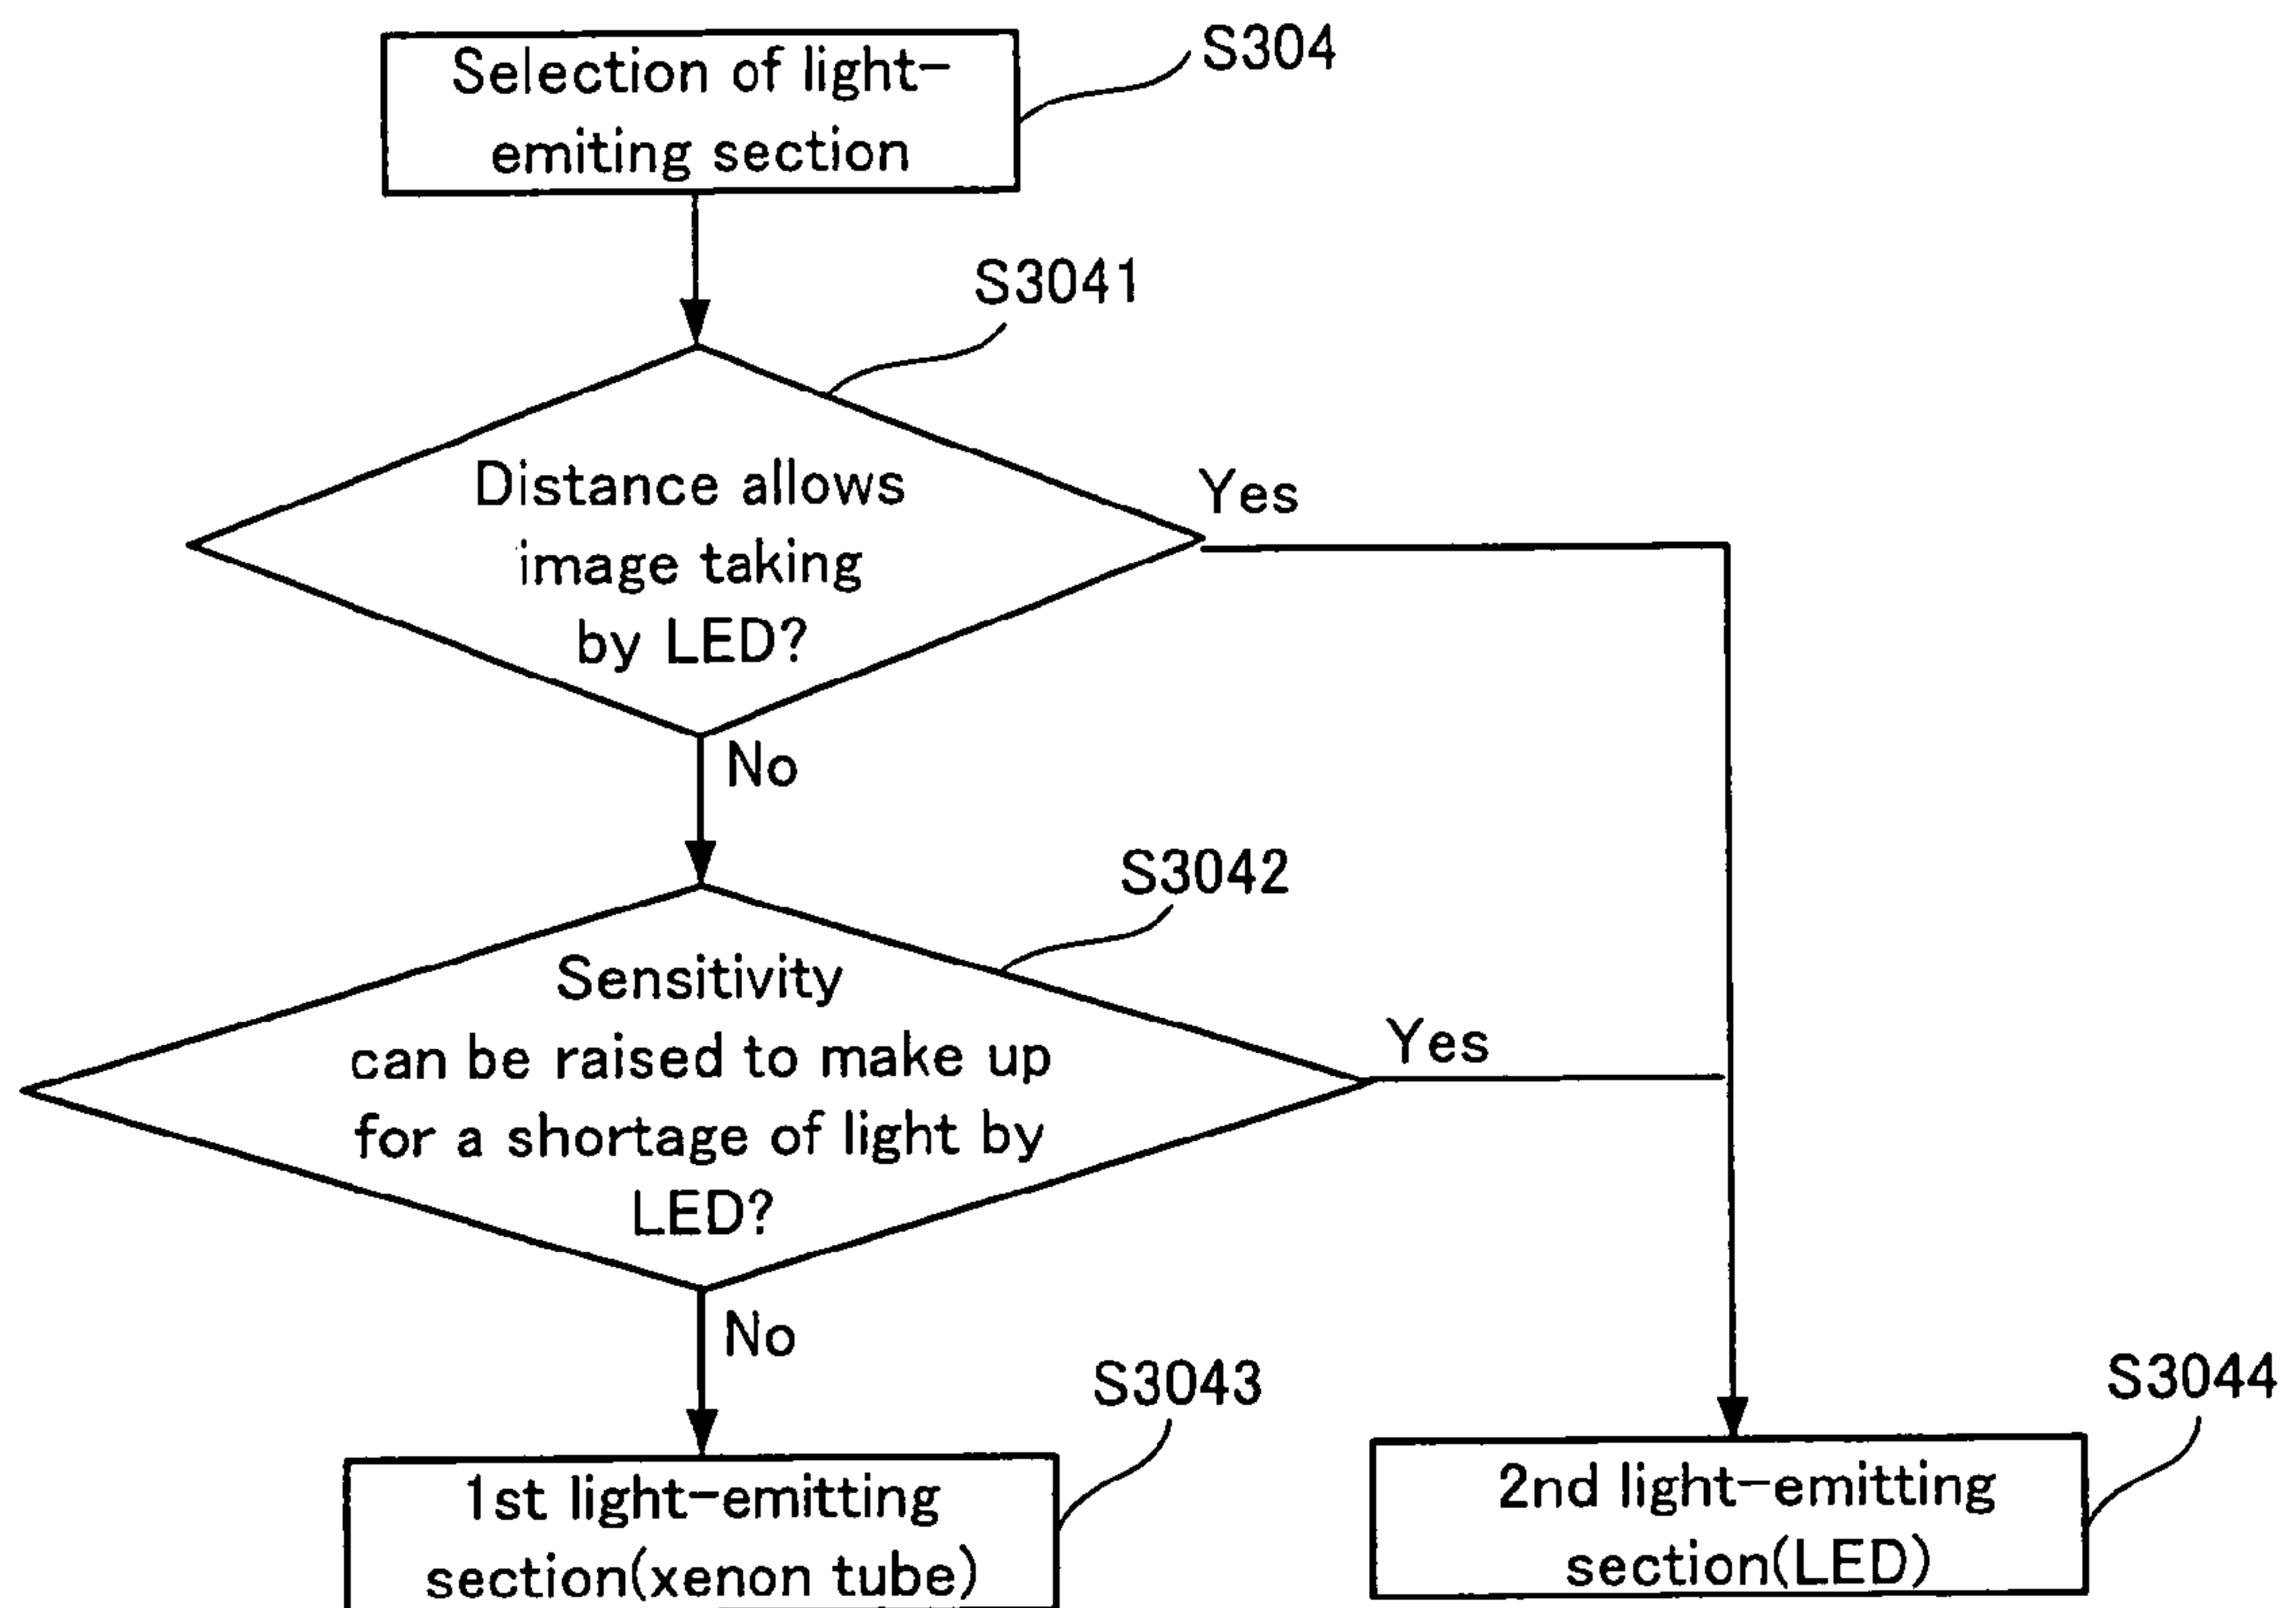 Selection of light-
emiting section
S304
S3041
Distance allows
image taking
by LED?
Yes
No
S3042
Sensitivity
can be raised to make up
for a shortage of light by
LED?
Yes
No
S3043
1st light-emitting
section(xenon tube)
S3044
2nd light-emitting
section(LED)